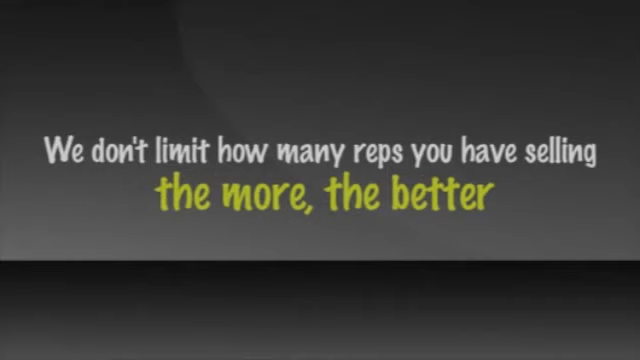 We don't limit how many reps you have selling
the more, the better